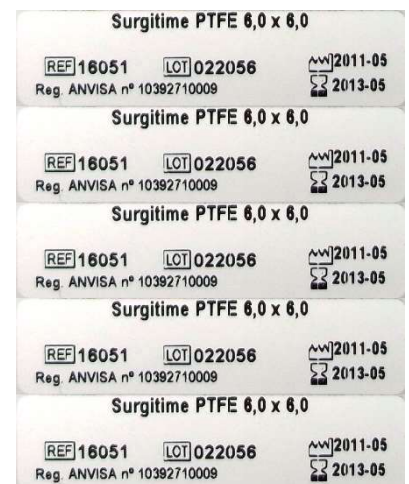 Surgitime PTFE 6,0 x 6,0
REF 16051 LOT 022056 2011-05
Reg. ANVISA nº 10392710009 2013-05
Surgitime PTFE 6,0 x 6,0
REF 16051 LOT 022056 2011-05
Reg. ANVISA nº 10392710009 2013-05
Surgitime PTFE 6,0 x 6,0
REF 16051 LOT 022056 2011-05
Reg. ANVISA nº 10392710009 2013-05
Surgitime PTFE 6,0 x 6,0
REF 16051 LOT 022056 2011-05
Reg. ANVISA nº 10392710009 2013-05
Surgitime PTFE 6,0 x 6,0
REF 16051 LOT 022056 2011-05
Reg. ANVISA nº 10392710009 2013-05